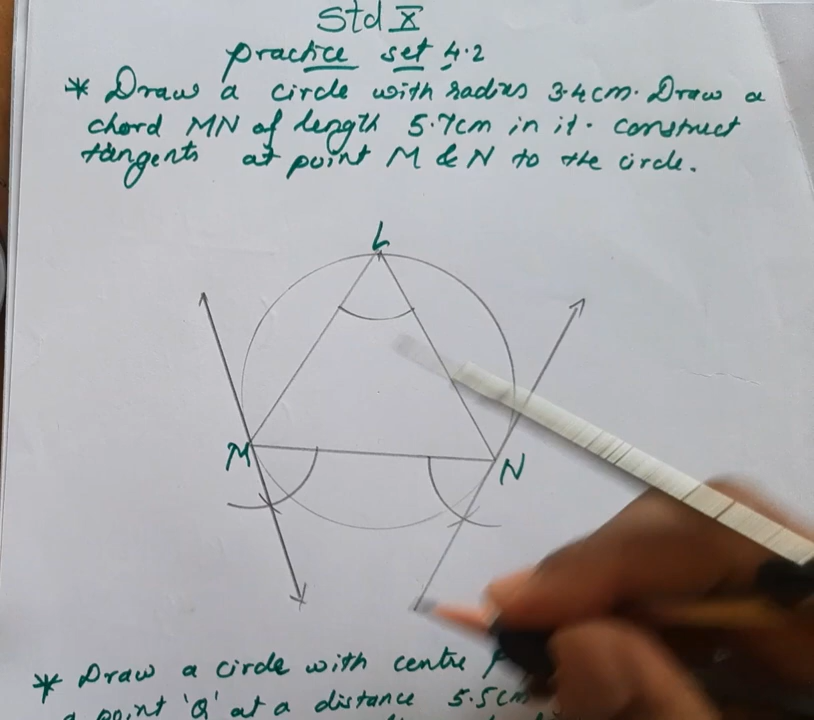 Std X
practice set 4.2
* Draw a circle with radius 3.4cm. Draw a
chord MN of length 5.7cm in it. construct
tangents at point M & N to the circle.
L
M
N
* Draw a circle with centre P
a point 'Q' at a distance 5.5cm